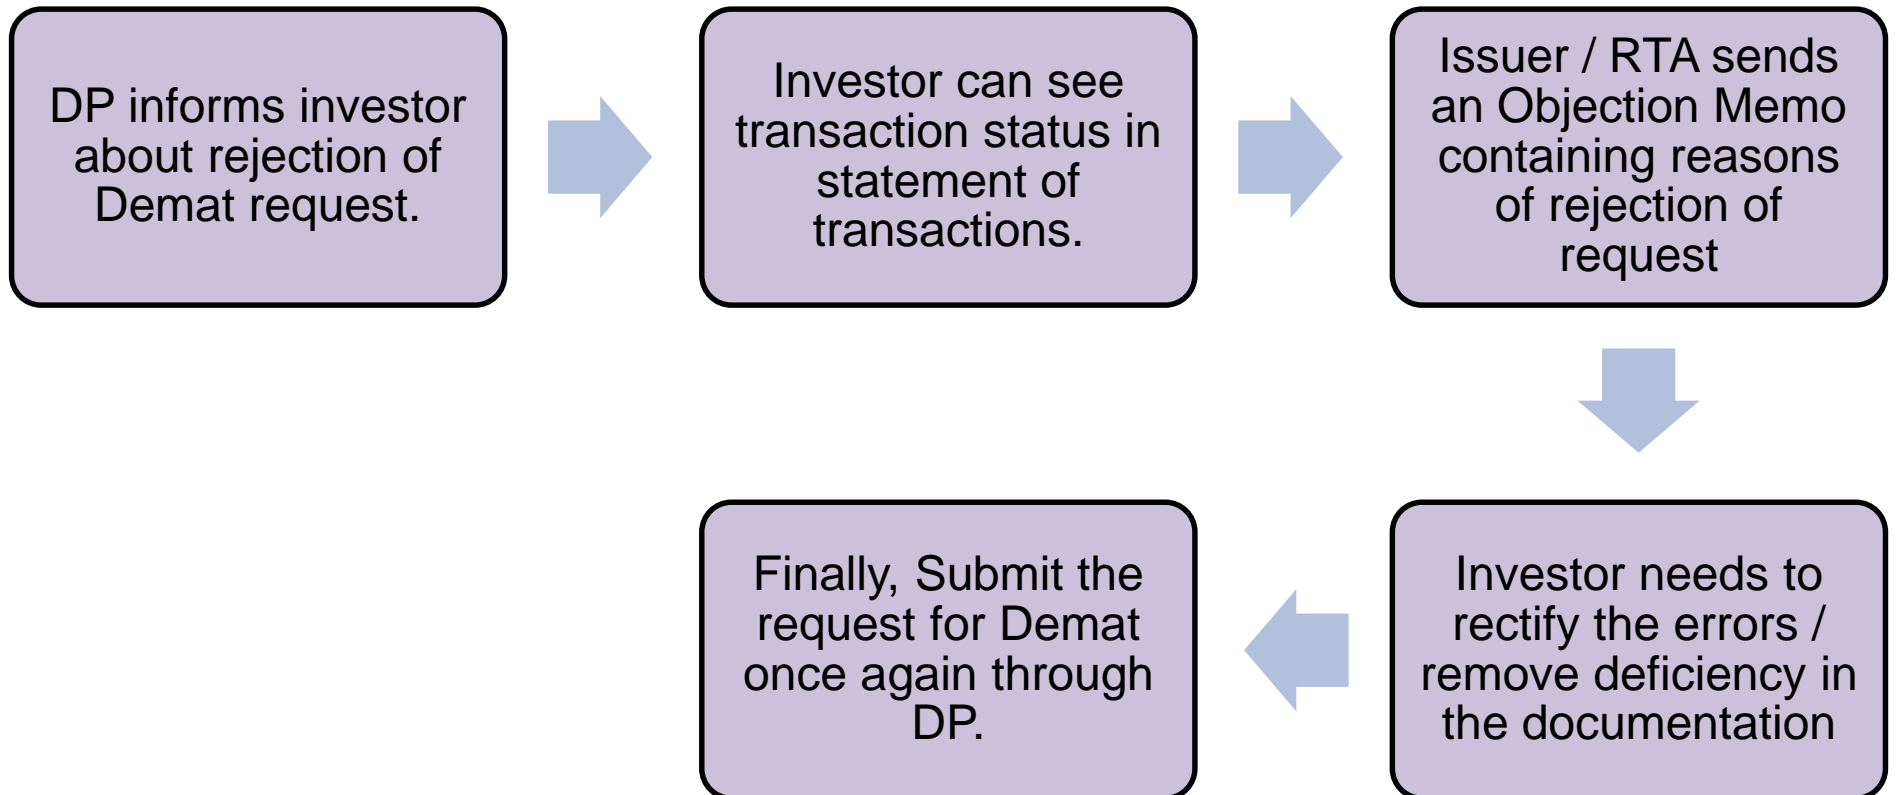 DP informs investor
about rejection of
Demat request.
Investor can see
transaction status in
statement of
transactions.
Issuer / RTA sends
an Objection Memo
containing reasons
of rejection of
request
Investor needs to
rectify the errors /
remove deficiency in
the documentation
Finally, Submit the
request for Demat
once again through
DP.